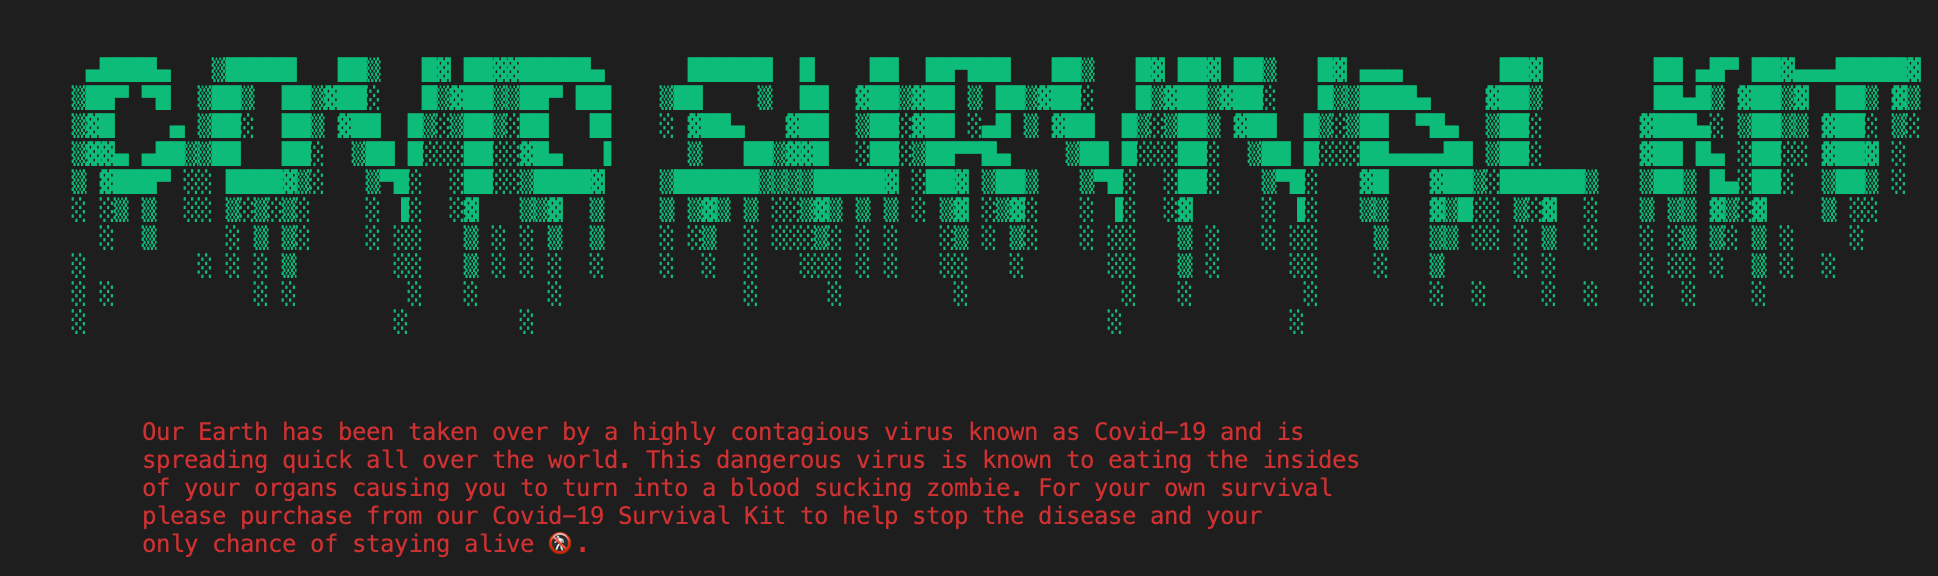 COVID SURVIVAL KIT
Our Earth has been taken over by a highly contagious virus known as Covid-19 and is
spreading quick all over the world. This dangerous virus is known to eating the insides
of your organs causing you to turn into a blood sucking zombie. For your own survival
please purchase from our Covid-19 Survival Kit to help stop the disease and your
only chance of staying alive 🚷.